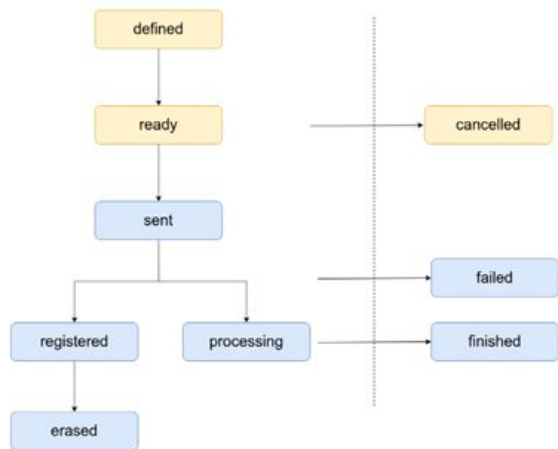 defined
ready
cancelled
sent
failed
registered
processing
finished
erased